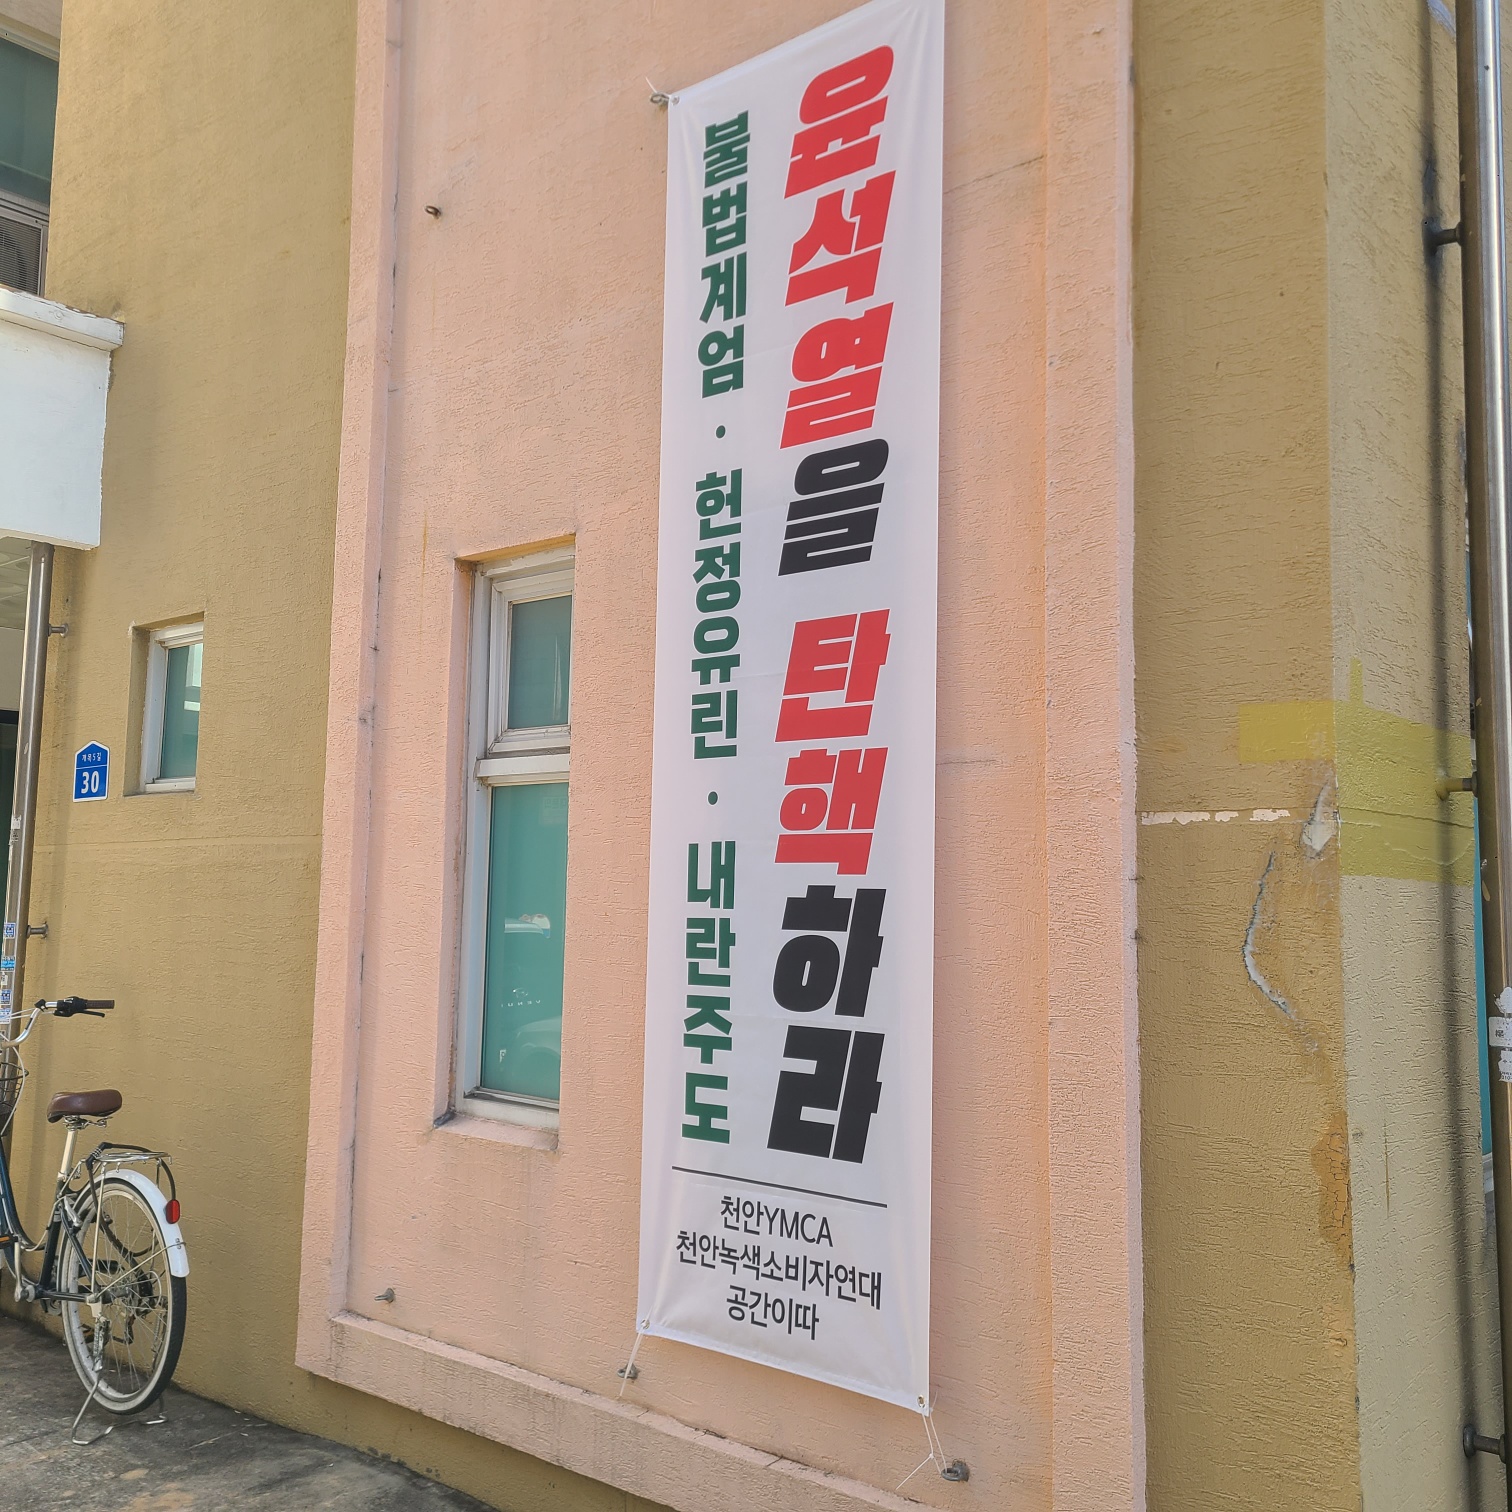 윤석열을 탄핵하라
불법계엄 · 헌정유린 · 내란주도
천안YMCA
천안녹색소비자연대
공간이따
30